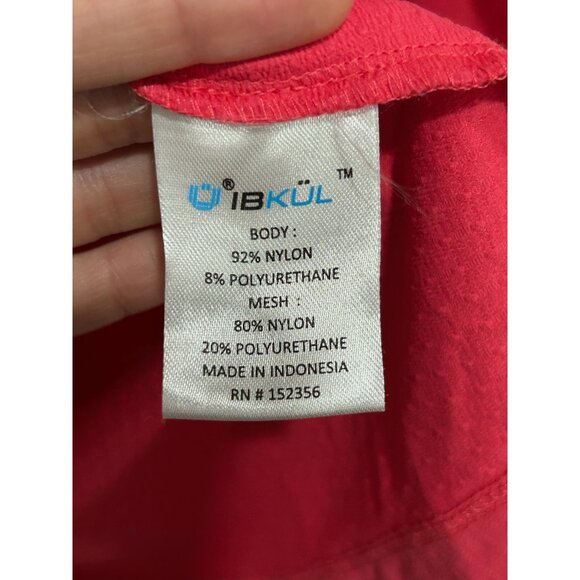 Ü® IBKÜL™
BODY :
92% NYLON
8% POLYURETHANE
MESH :
80% NYLON
20% POLYURETHANE
MADE IN INDONESIA
RN # 152356